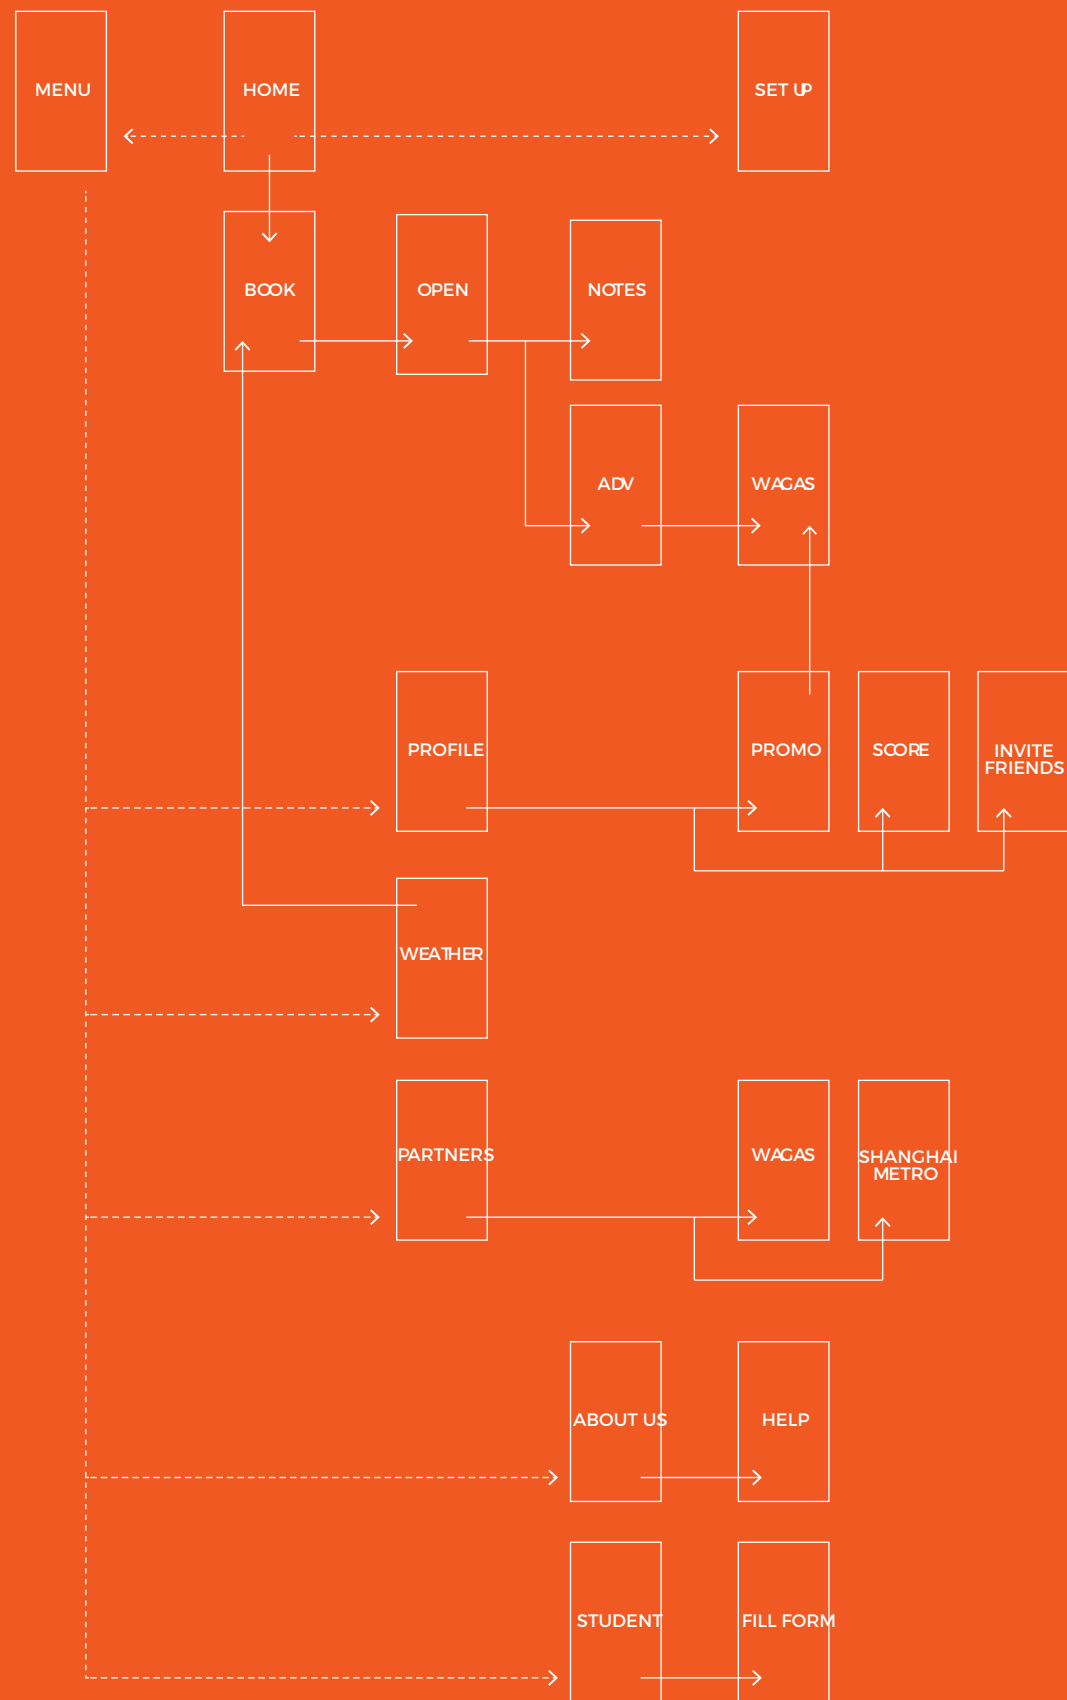 MENU
HOME
SET UP
BOOK
OPEN
NOTES
ADV
WAGAS
PROFILE
PROMO
SCORE
INVITE
FRIENDS
WEATHER
PARTNERS
WAGAS
SHANGHAI
METRO
ABOUT US
HELP
STUDENT
FILL FORM